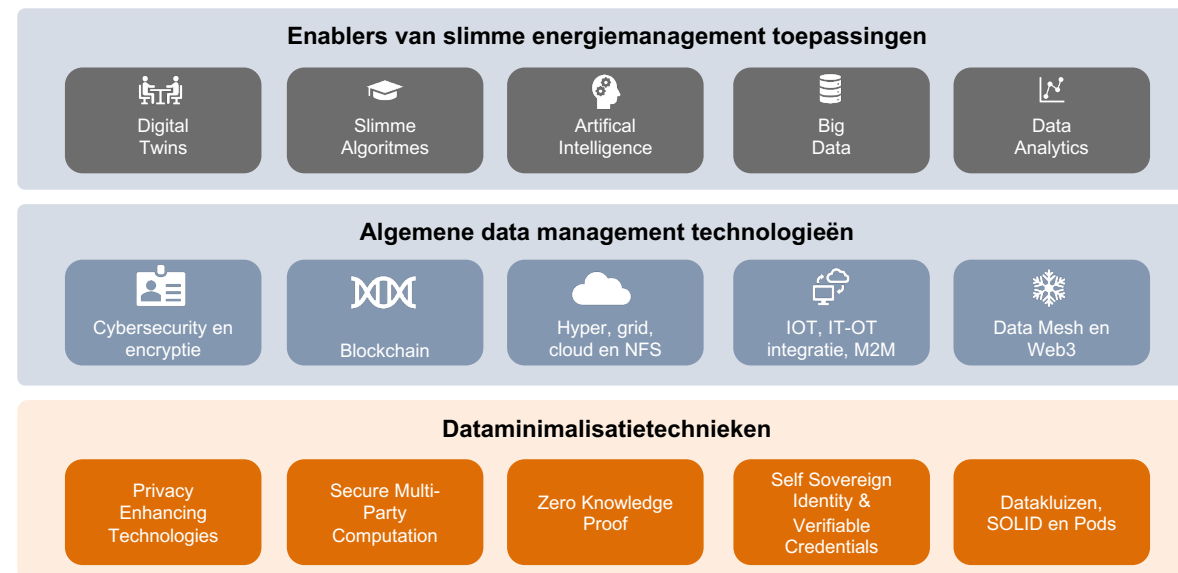 Enablers van slimme energiemanagement toepassingen
Digital
Twins
Slimme
Algoritmes
Artifical
Intelligence
Big
Data
Data
Analytics
Algemene data management technologieën
Cybersecurity en
encryptie
Blockchain
Hyper, grid,
cloud en NFS
IOT, IT-OT
integratie, M2M
Data Mesh en
Web3
Dataminimalisatietechnieken
Privacy
Enhancing
Technologies
Secure Multi-
Party
Computation
Zero Knowledge
Proof
Self Sovereign
Identity &
Verifiable
Credentials
Datakluizen,
SOLID en Pods